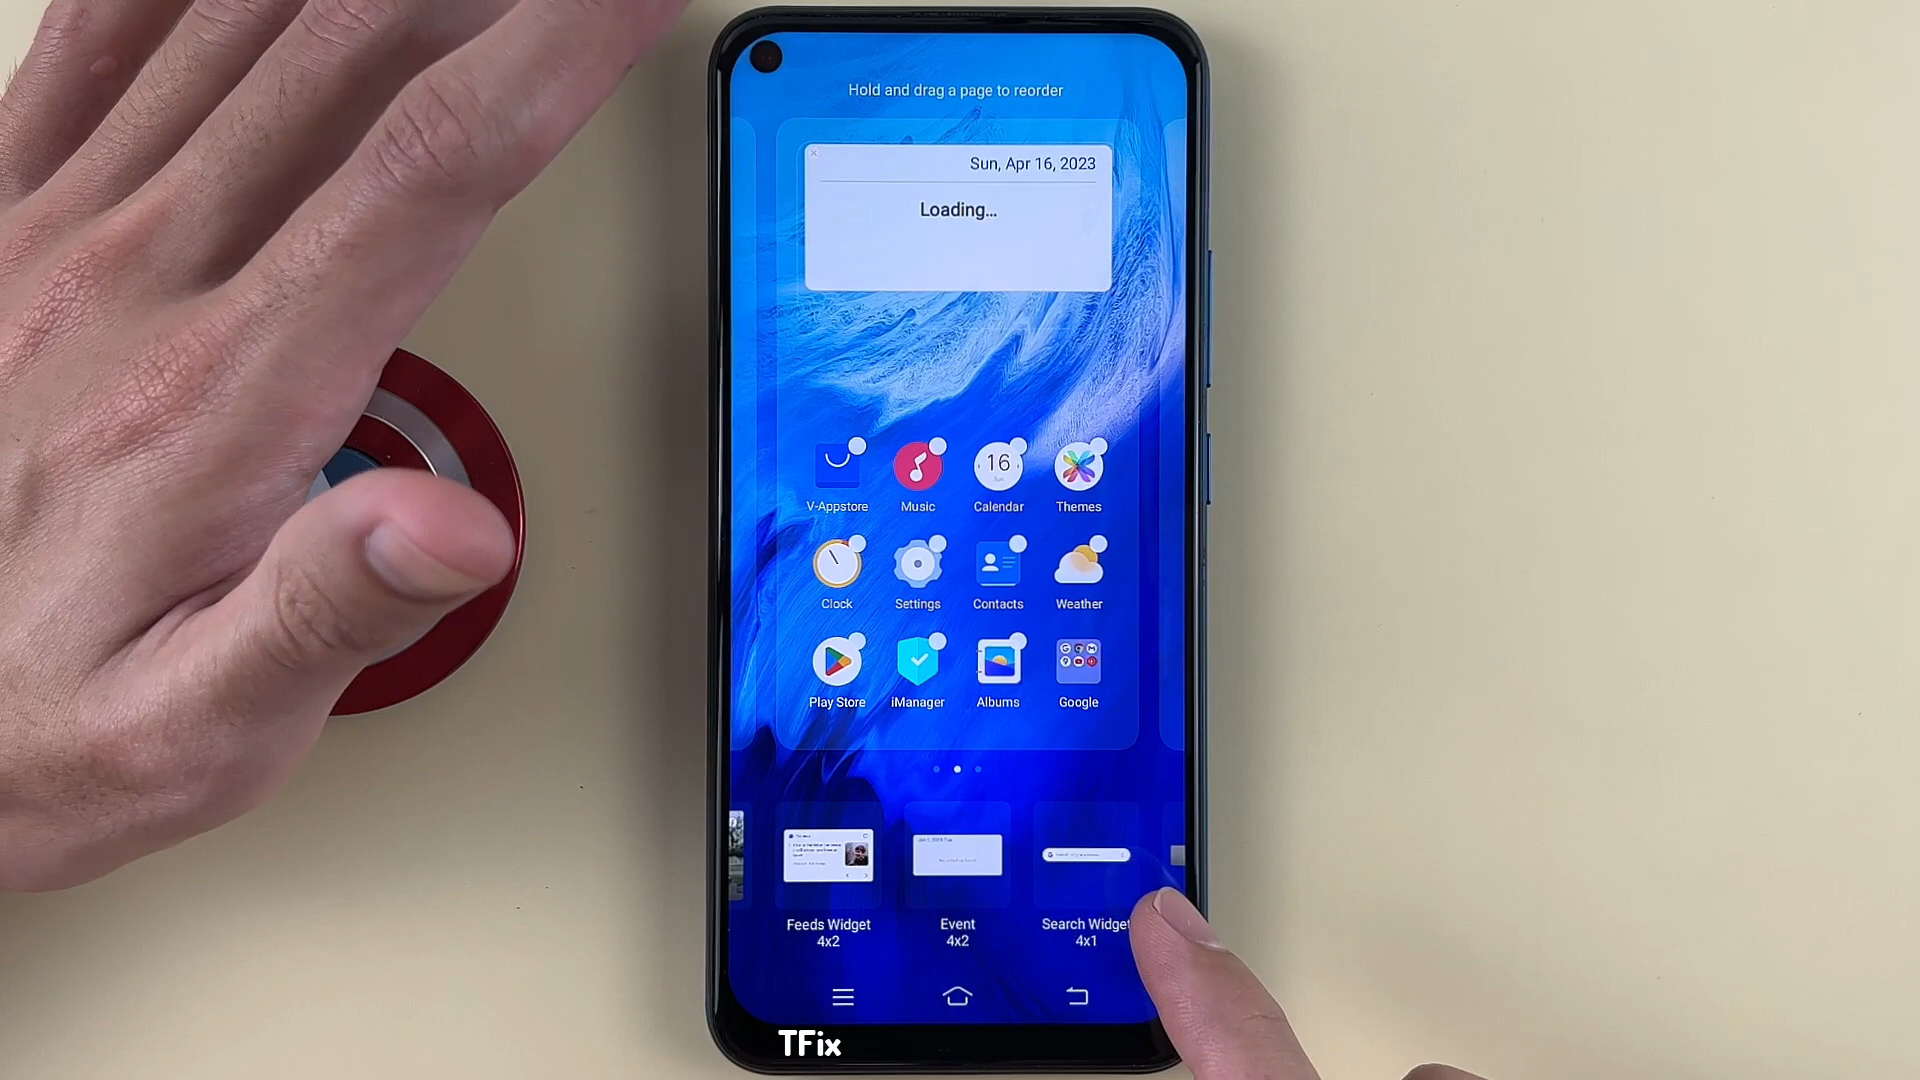 Hold and drag a page to reorder
Sun, Apr 16, 2023
Loading...
V-Appstore Music Calendar Themes
16
Sun
Clock Settings Contacts Weather
Play Store iManager Albums Google
Feeds Widget Event Search Widget
4x2 4x2 4x1
TFix